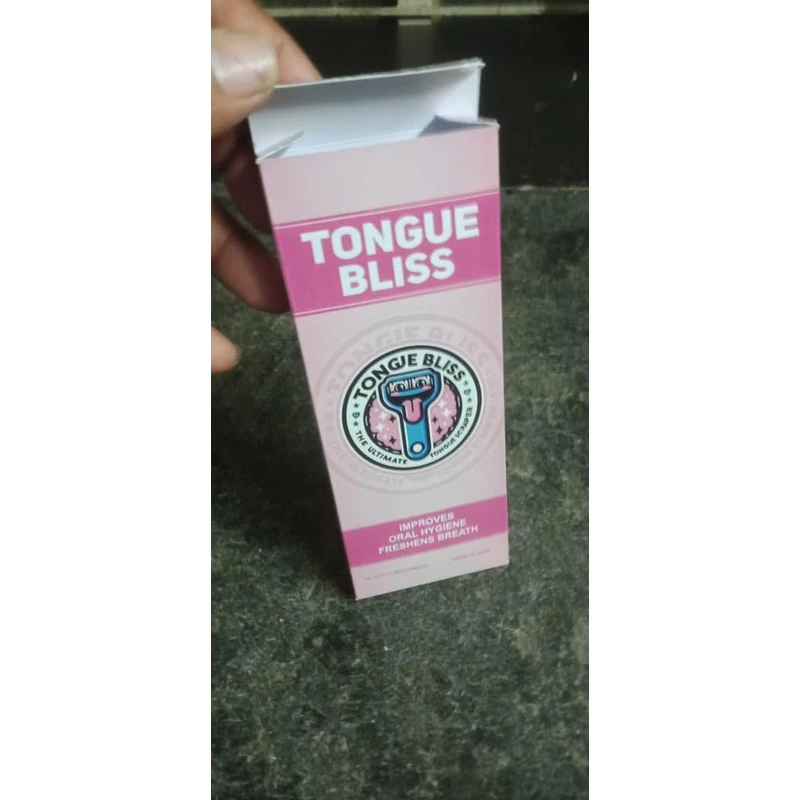 TONGUE
BLISS
TONGUE BLISS
THE ULTIMATE
TONGUE SCRAPER
IMPROVES
ORAL HYGIENE
FRESHENS BREATH